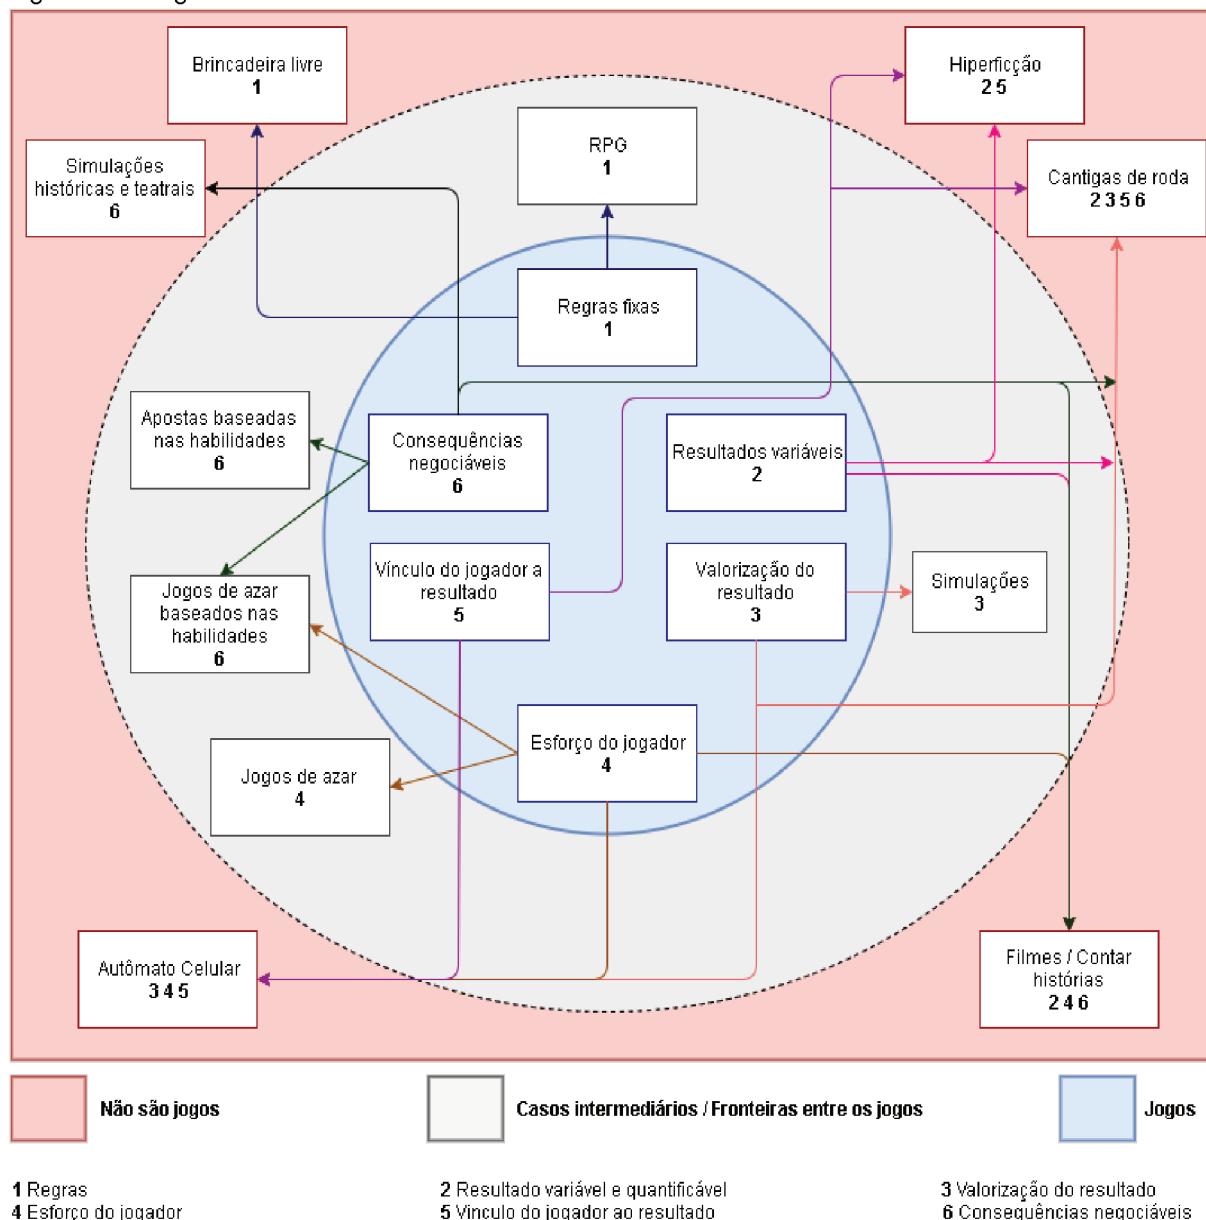 Brincadeira livre
1
Hiperficção
2 5
Simulações
históricas e teatrais
6
RPG
1
Cantigas de roda
2 3 5 6
Regras fixas
1
Apostas baseadas
nas habilidades
6
Consequências
negociáveis
6
Resultados variáveis
2
Jogos de azar
baseados nas
habilidades
6
Vínculo do jogador a
resultado
5
Valorização do
resultado
3
Simulações
3
Esforço do jogador
4
Jogos de azar
4
Autômato Celular
3 4 5
Filmes / Contar
histórias
2 4 6
Não são jogos
Casos intermediários / Fronteiras entre os jogos
Jogos
1 Regras
2 Resultado variável e quantificável
3 Valorização do resultado
4 Esforço do jogador
5 Vinculo do jogador ao resultado
6 Consequências negociáveis